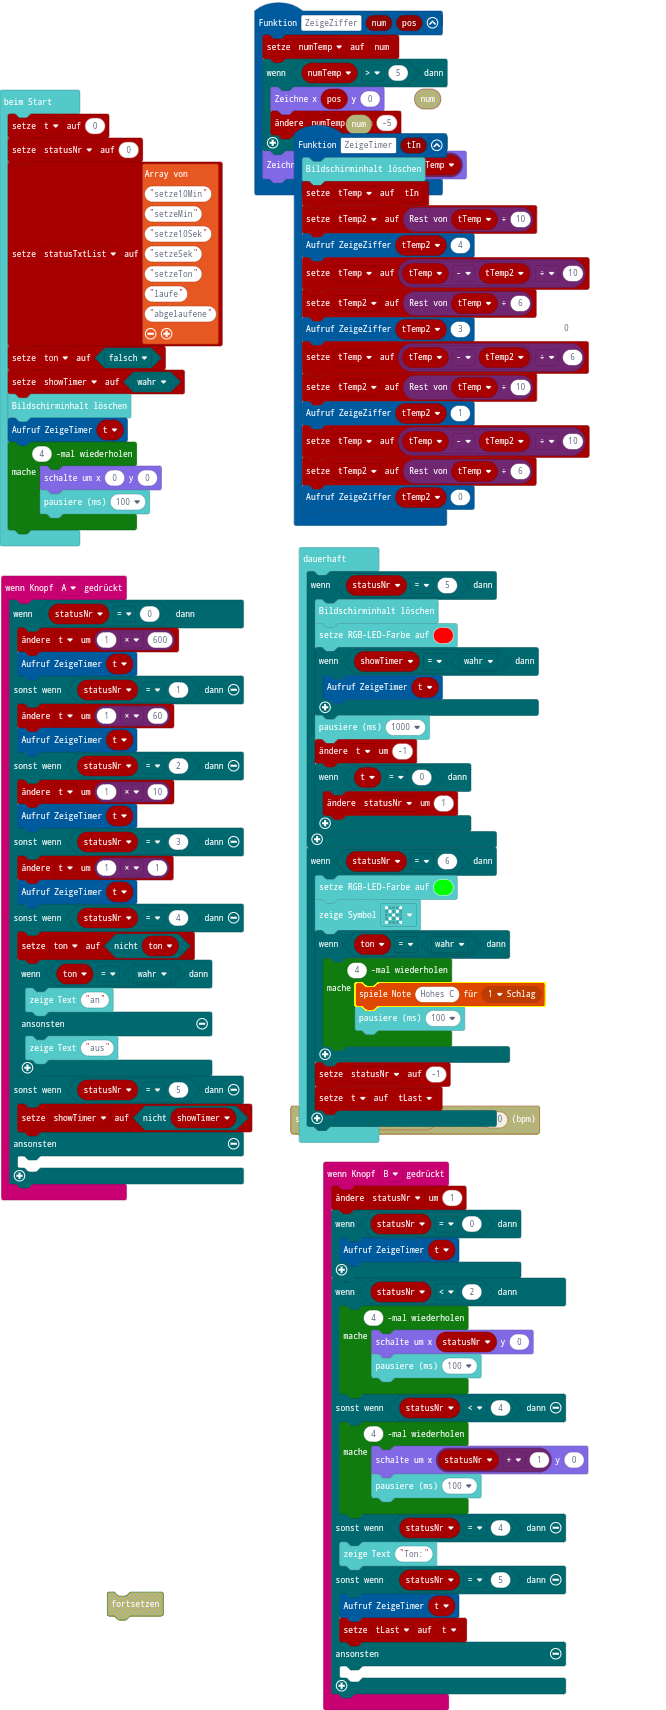 Funktion ZeigeZiffer num pos
setze numTemp auf num
wenn numTemp > 5 dann
Zeichne x pos y 0
num
ändere numTemp num -5
Zeichn Temp
beim Start
setze t auf 0
setze statusNr auf 0
Array von
"setze10Min"
"setzeMin"
"setze10Sek"
setze statusTxtList auf "setzeSek"
"setzeTon"
"laufe"
"abgelaufene"
setze ton auf falsch
setze showTimer auf wahr
Bildschirminhalt löschen
Aufruf ZeigeTimer t
4 -mal wiederholen
mache
schalte um x 0 y 0
pausiere (ms) 100
Funktion ZeigeTimer tIn
Bildschirminhalt löschen
setze tTemp auf tIn
setze tTemp2 auf Rest von tTemp ÷ 10
Aufruf ZeigeZiffer tTemp2 4
setze tTemp auf tTemp - tTemp2 ÷ 10
setze tTemp2 auf Rest von tTemp ÷ 6
Aufruf ZeigeZiffer tTemp2 3
0
setze tTemp auf tTemp - tTemp2 ÷ 6
setze tTemp2 auf Rest von tTemp ÷ 10
Aufruf ZeigeZiffer tTemp2 1
setze tTemp auf tTemp - tTemp2 ÷ 10
setze tTemp2 auf Rest von tTemp ÷ 6
Aufruf ZeigeZiffer tTemp2 0
wenn Knopf A gedrückt
wenn statusNr = 0 dann
ändere t um 1 × 600
Aufruf ZeigeTimer t
sonst wenn statusNr = 1 dann
ändere t um 1 × 60
Aufruf ZeigeTimer t
sonst wenn statusNr = 2 dann
ändere t um 1 × 10
Aufruf ZeigeTimer t
sonst wenn statusNr = 3 dann
ändere t um 1 × 1
Aufruf ZeigeTimer t
sonst wenn statusNr = 4 dann
setze ton auf nicht ton
wenn ton = wahr dann
zeige Text "an"
ansonsten
zeige Text "aus"
sonst wenn statusNr = 5 dann
setze showTimer auf nicht showTimer
ansonsten
dauerhaft
wenn statusNr = 5 dann
Bildschirminhalt löschen
setze RGB-LED-Farbe auf
wenn showTimer = wahr dann
Aufruf ZeigeTimer t
pausiere (ms) 1000
ändere t um -1
wenn t = 0 dann
ändere statusNr um 1
wenn statusNr = 6 dann
setze RGB-LED-Farbe auf
zeige Symbol
wenn ton = wahr dann
4 -mal wiederholen
mache
spiele Note Hohes C für 1 Schlag
pausiere (ms) 100
setze statusNr auf -1
setze t auf tLast
s 0 (bpm)
wenn Knopf B gedrückt
ändere statusNr um 1
wenn statusNr = 0 dann
Aufruf ZeigeTimer t
wenn statusNr < 2 dann
4 -mal wiederholen
mache
schalte um x statusNr y 0
pausiere (ms) 100
sonst wenn statusNr < 4 dann
4 -mal wiederholen
mache
schalte um x statusNr + 1 y 0
pausiere (ms) 100
sonst wenn statusNr = 4 dann
zeige Text "Ton:"
sonst wenn statusNr = 5 dann
Aufruf ZeigeTimer t
setze tLast auf t
ansonsten
fortsetzen